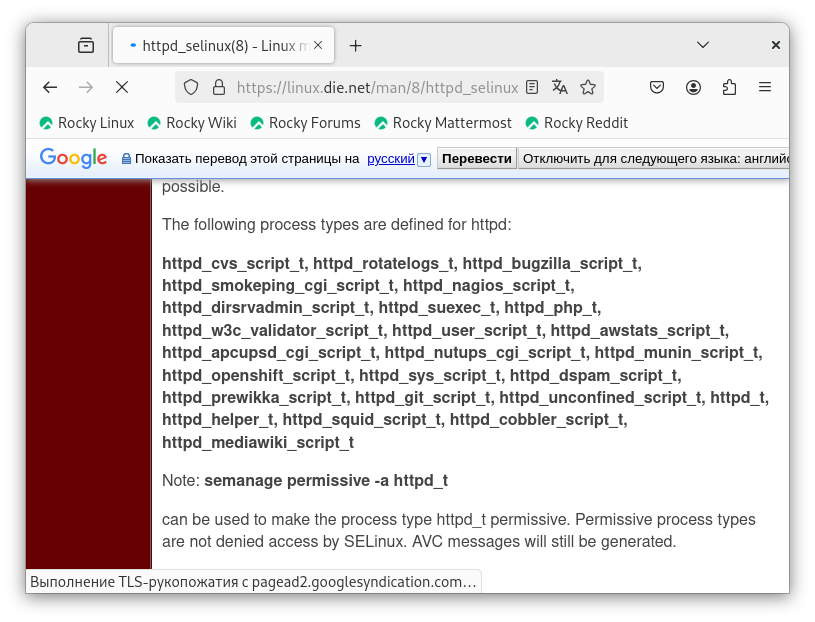 httpd_selinux(8) - Linux m
https://linux.die.net/man/8/httpd_selinux
Rocky Linux Rocky Wiki Rocky Forums Rocky Mattermost Rocky Reddit
Google Показать перевод этой страницы на русский Перевести Отключить для следующего языка: английс
possible.
The following process types are defined for httpd:
httpd_cvs_script_t, httpd_rotatelogs_t, httpd_bugzilla_script_t,
httpd_smokeping_cgi_script_t, httpd_nagios_script_t,
httpd_dirsrvadmin_script_t, httpd_suexec_t, httpd_php_t,
httpd_w3c_validator_script_t, httpd_user_script_t, httpd_awstats_script_t,
httpd_apcupsd_cgi_script_t, httpd_nutups_cgi_script_t, httpd_munin_script_t,
httpd_openshift_script_t, httpd_sys_script_t, httpd_dspam_script_t,
httpd_prewikka_script_t, httpd_git_script_t, httpd_unconfined_script_t, httpd_t,
httpd_helper_t, httpd_squid_script_t, httpd_cobbler_script_t,
httpd_mediawiki_script_t
Note: semanage permissive -a httpd_t
can be used to make the process type httpd_t permissive. Permissive process types
are not denied access by SELinux. AVC messages will still be generated.
Выполнение TLS-рукопожатия с pagead2.googlesyndication.com…